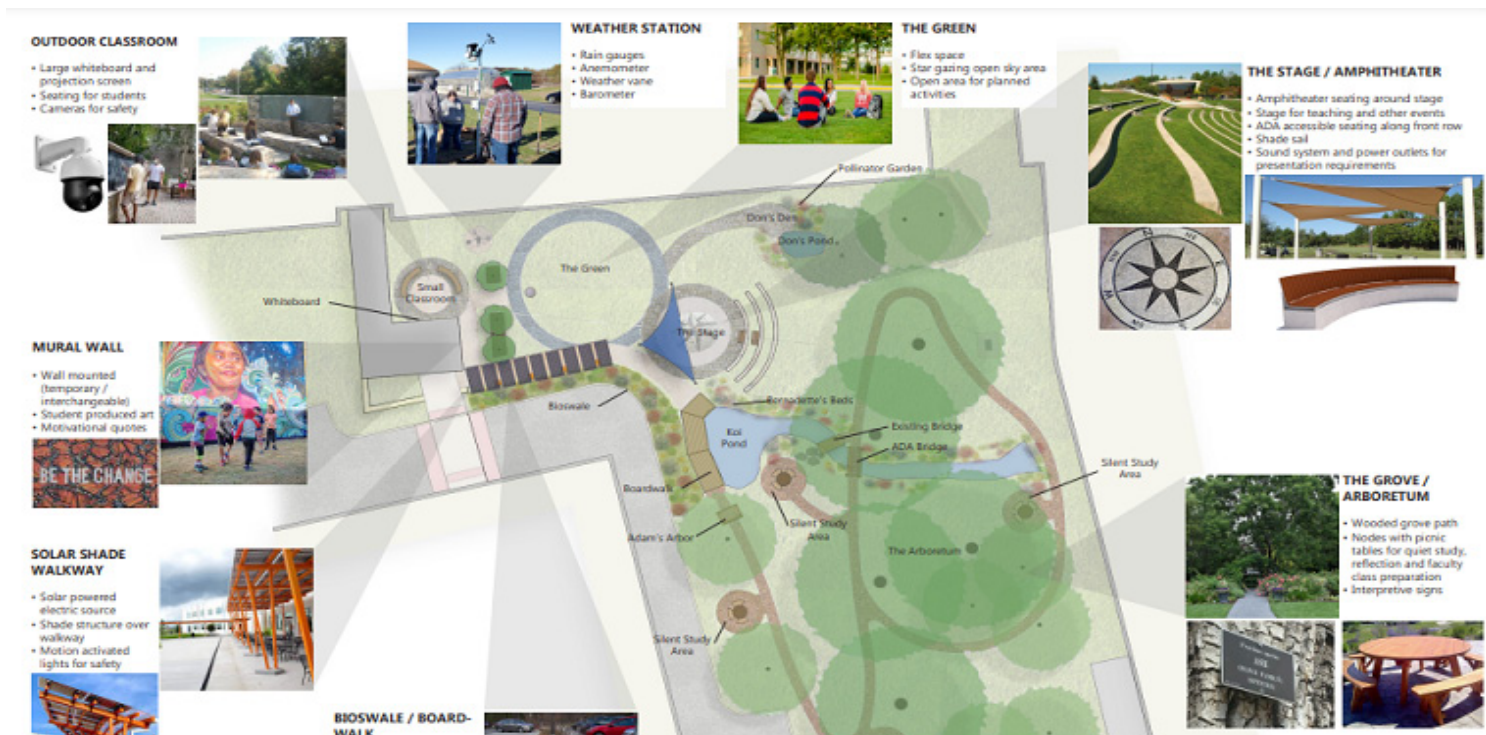 OUTDOOR CLASSROOM
• Large whiteboard and
projection screen
• Seating for students
• Cameras for safety
WEATHER STATION
• Rain gauges
• Anemometer
• Weather vane
• Barometer
THE GREEN
• Flex space
• Star gazing open sky area
• Open area for planned
activities
THE STAGE / AMPHITHEATER
• Amphitheater seating around stage
• Stage for teaching and other events
• ADA accessible seating along front row
• Shade sail
• Sound system and power outlets for
presentation requirements
Pollinator Garden
Don's Den
Don's Pond
The Green
Small
Classroom
Whiteboard
The Stage
MURAL WALL
• Wall mounted
(temporary /
interchangeable)
• Student produced art
• Motivational quotes
BE THE CHANGE
Bioswale
Bernadette's Beds
Koi
Pond
Existing Bridge
ADA Bridge
Boardwalk
Silent Study
Area
Silent Study
Area
Adam's Arbor
The Arboretum
Silent Study
Area
THE GROVE /
ARBORETUM
• Wooded grove path
• Nodes with picnic
tables for quiet study,
reflection and faculty
class preparation
• Interpretive signs
SOLAR SHADE
WALKWAY
• Solar powered
electric source
• Shade structure over
walkway
• Motion activated
lights for safety
BIOSWALE / BOARD-
WALK